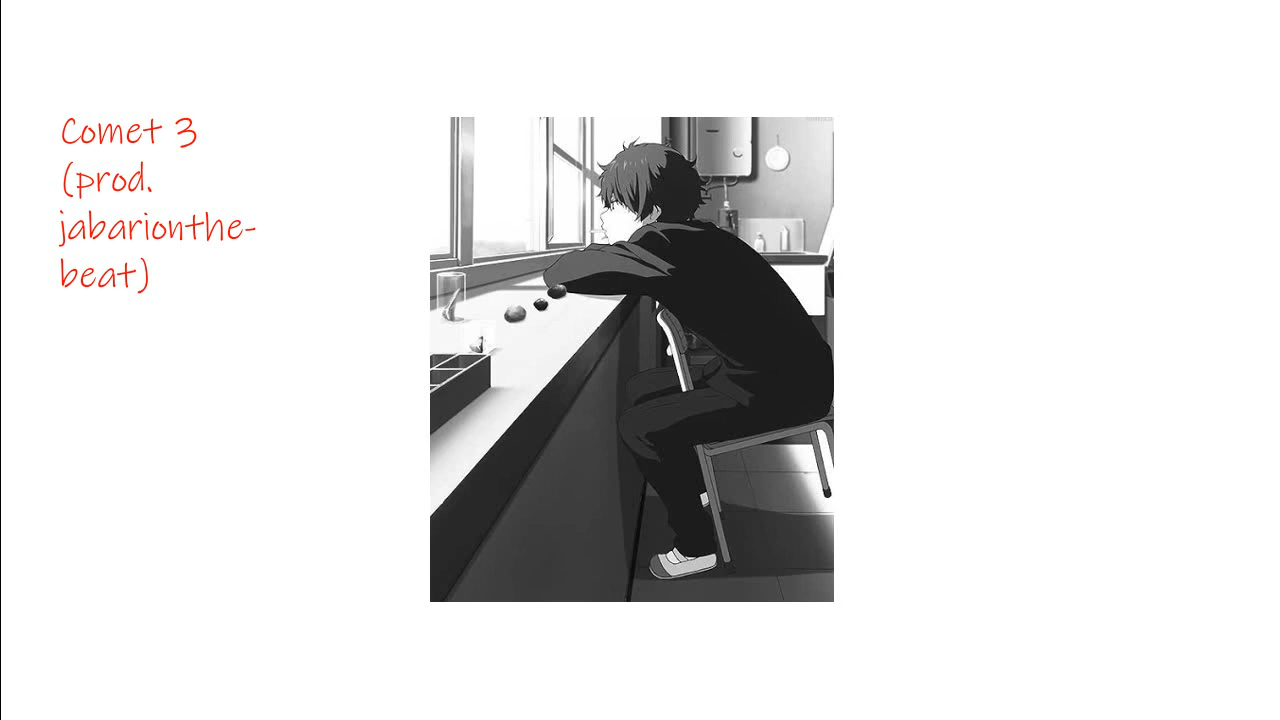 Comet 3
(prod.
jabarionthe-
beat)